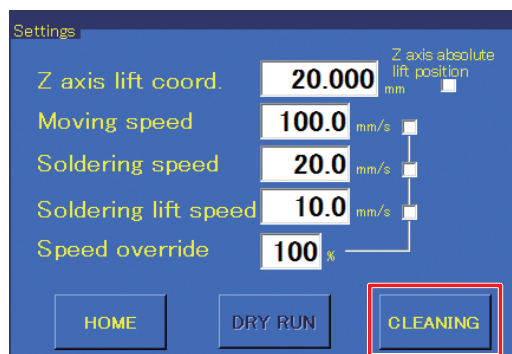 Settings
Z axis absolute
lift position
Z axis lift coord. 20.000 mm
Moving speed 100.0 mm/s
Soldering speed 20.0 mm/s
Soldering lift speed 10.0 mm/s
Speed override 100 %
HOME DRY RUN CLEANING